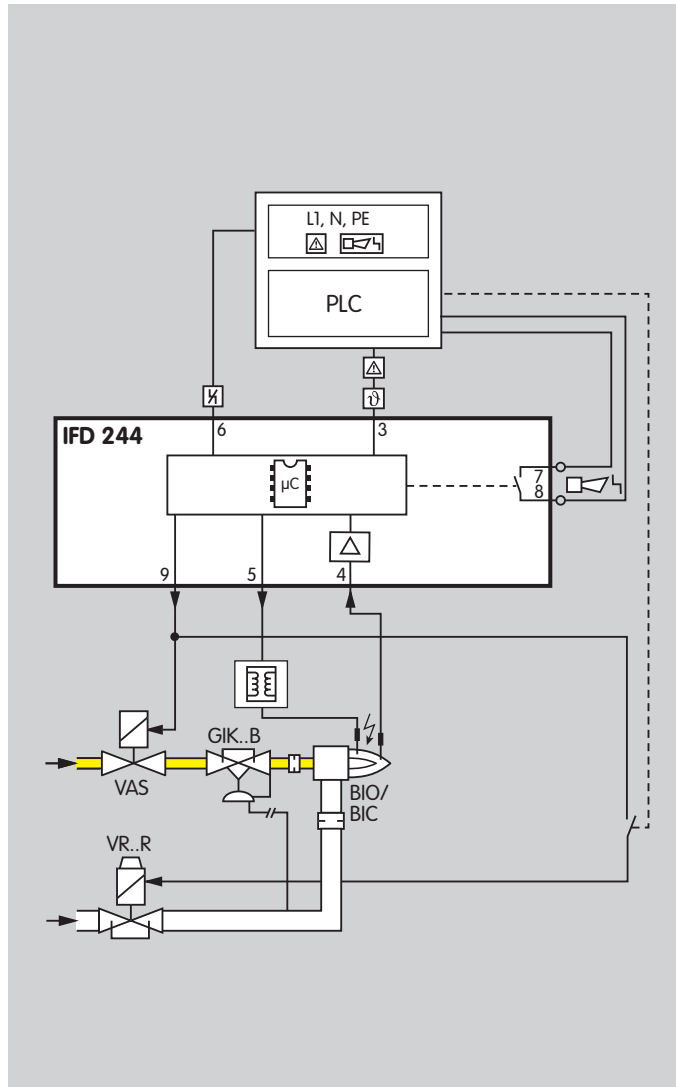 L1, N, PE
PLC
ϑ
IFD 244
6
3
7
8
µC
9
5
4
GIK..B
VAS
BIO/
BIC
VR..R